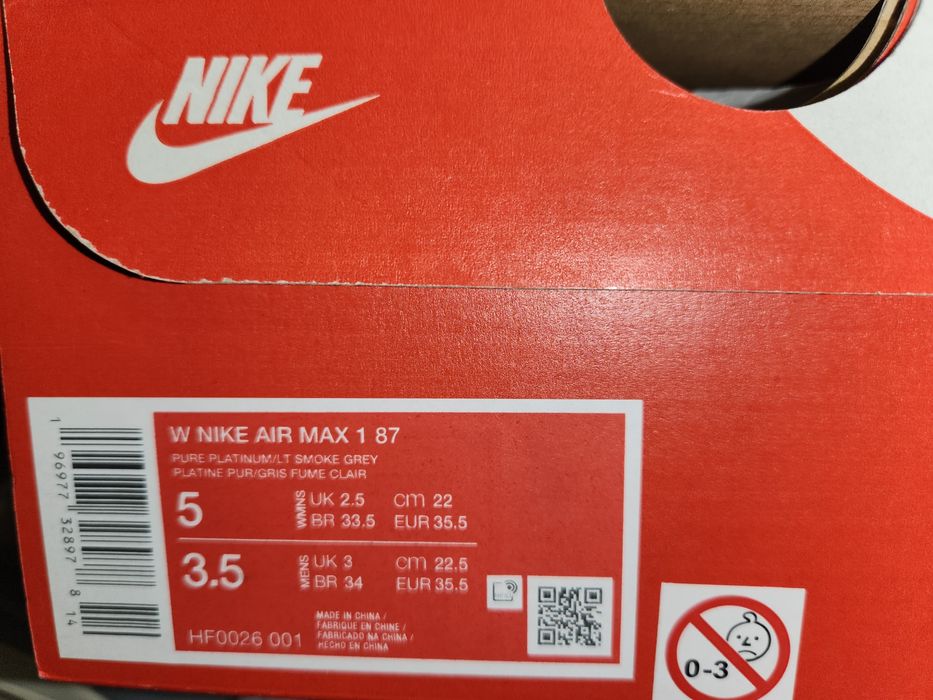 NIKE
W NIKE AIR MAX 1 87
PURE PLATINUM/LT SMOKE GREY
PLATINE PUR/GRIS FUME CLAIR
5 WMNS UK 2.5 CM 22
BR 33.5 EUR 35.5
3.5 MENS UK 3 CM 22.5
BR 34 EUR 35.5
HF0026 001
MADE IN CHINA /
FABRIQUE EN CHINE /
FABRICADO NA CHINA /
HECHO EN CHINA
1 96977 32897 8 14
0-3